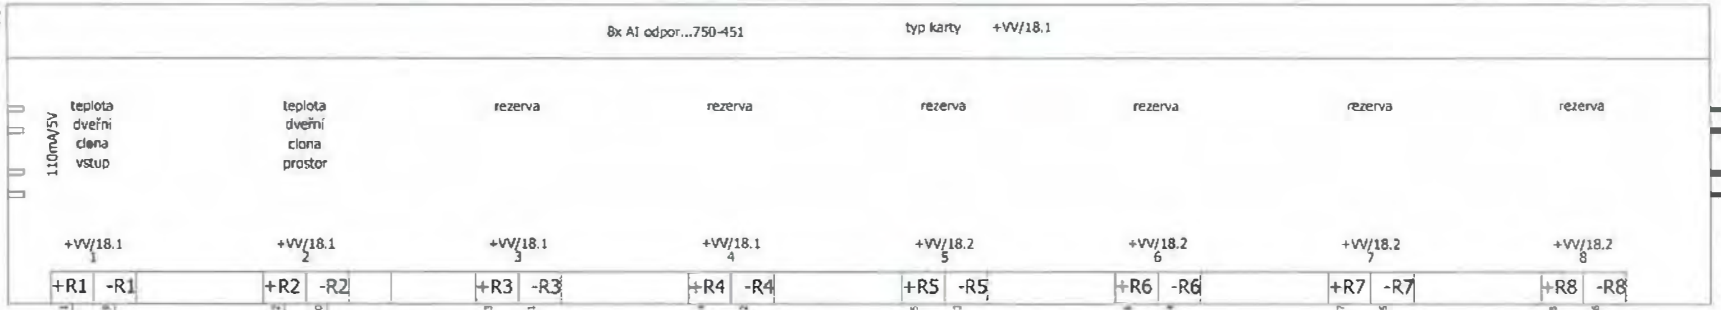 8x AI odpor...750-451 typ karty +VV/18.1
110mA/5V
teplota dveřní clona vstup
teplota dveřní clona prostor
rezerva rezerva rezerva rezerva rezerva rezerva
+VV/18.1 +VV/18.1 +VV/18.1 +VV/18.1 +VV/18.2 +VV/18.2 +VV/18.2 +VV/18.2
1 2 3 4 5 6 7 8
+R1 -R1 +R2 -R2 +R3 -R3 +R4 -R4 +R5 -R5 +R6 -R6 +R7 -R7 +R8 -R8